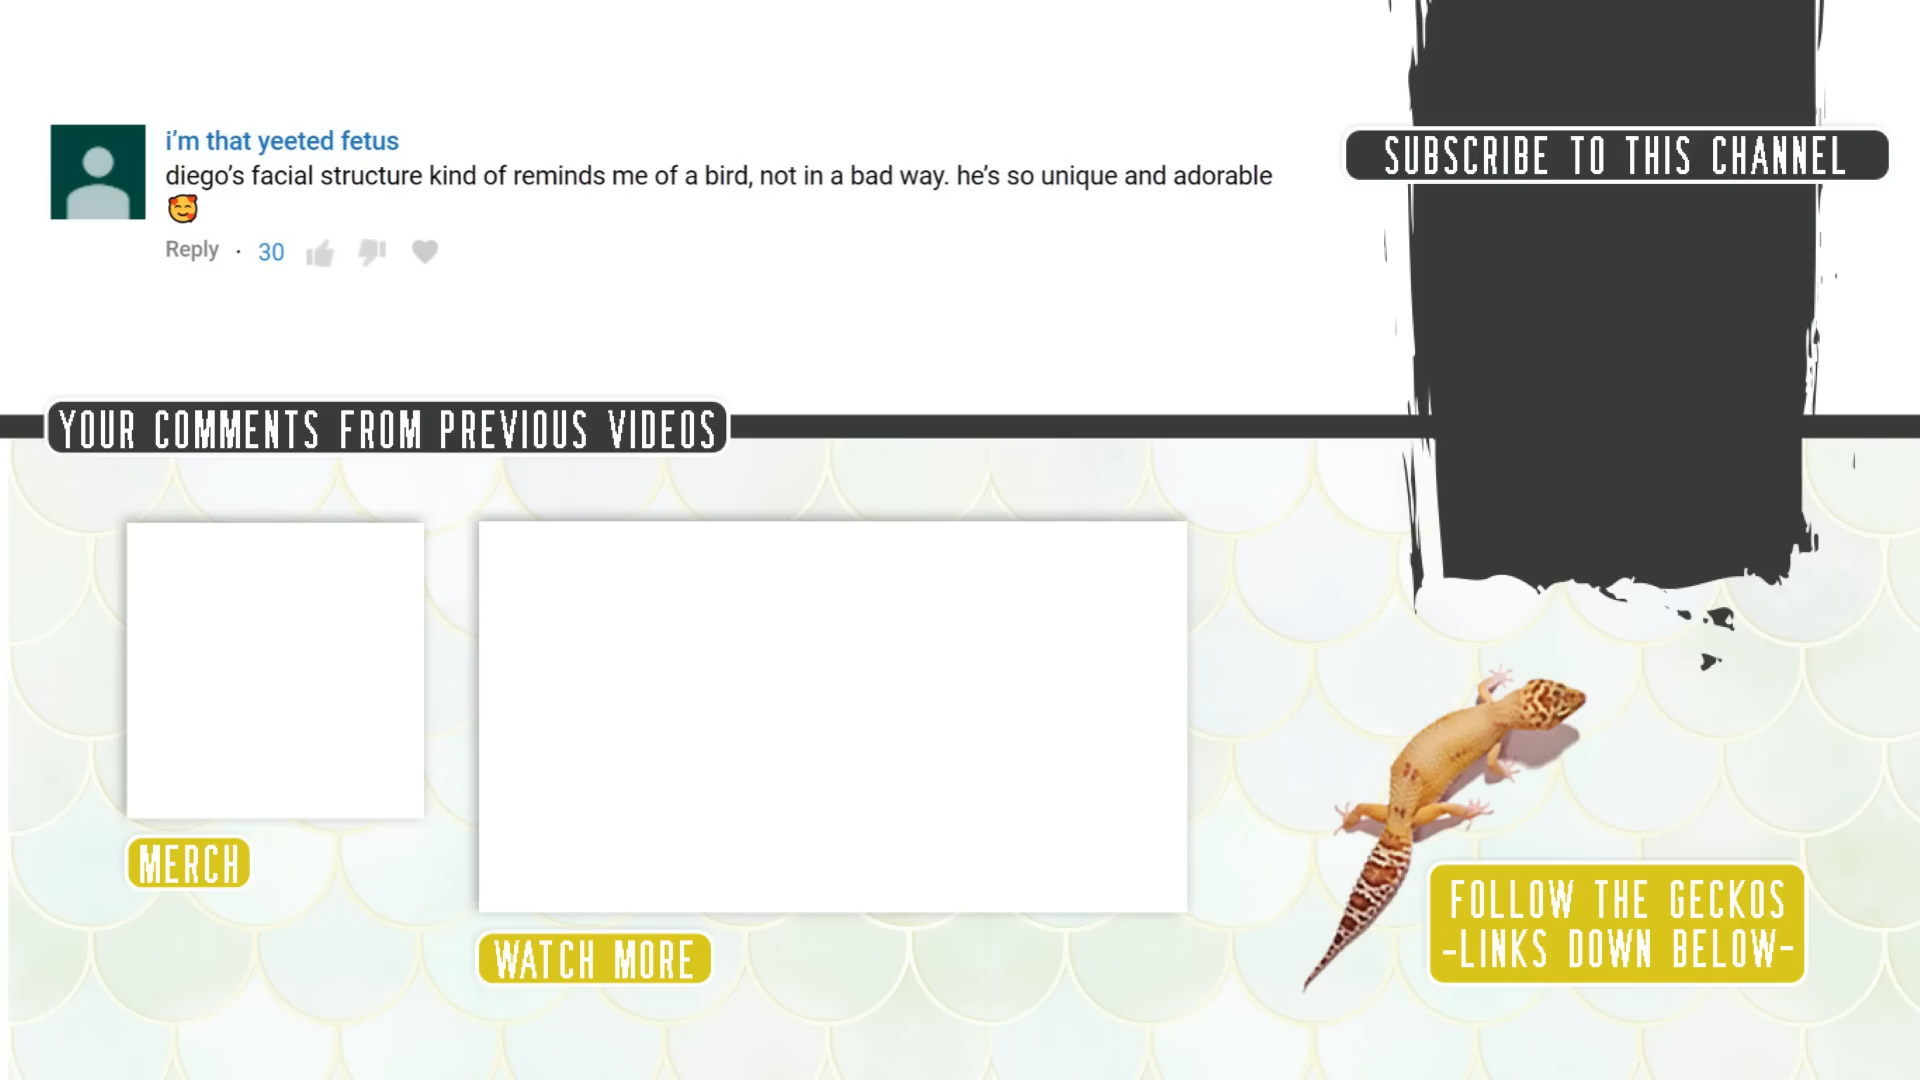 i’m that yeeted fetus
diego’s facial structure kind of reminds me of a bird, not in a bad way. he’s so unique and adorable
🥰
Reply · 30
SUBSCRIBE TO THIS CHANNEL
YOUR COMMENTS FROM PREVIOUS VIDEOS
MERCH
WATCH MORE
FOLLOW THE GECKOS
-LINKS DOWN BELOW-